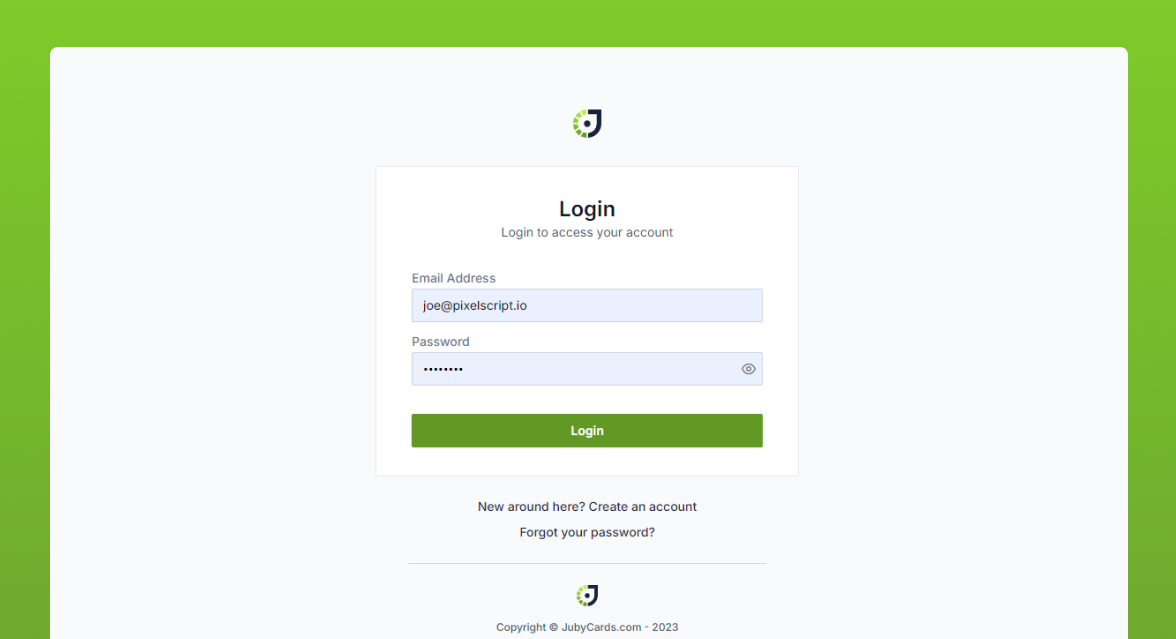 Login
Login to access your account
Email Address
joe@pixelscript.io
Password
••••••••
Login
New around here? Create an account
Forgot your password?
Copyright © JubyCards.com - 2023